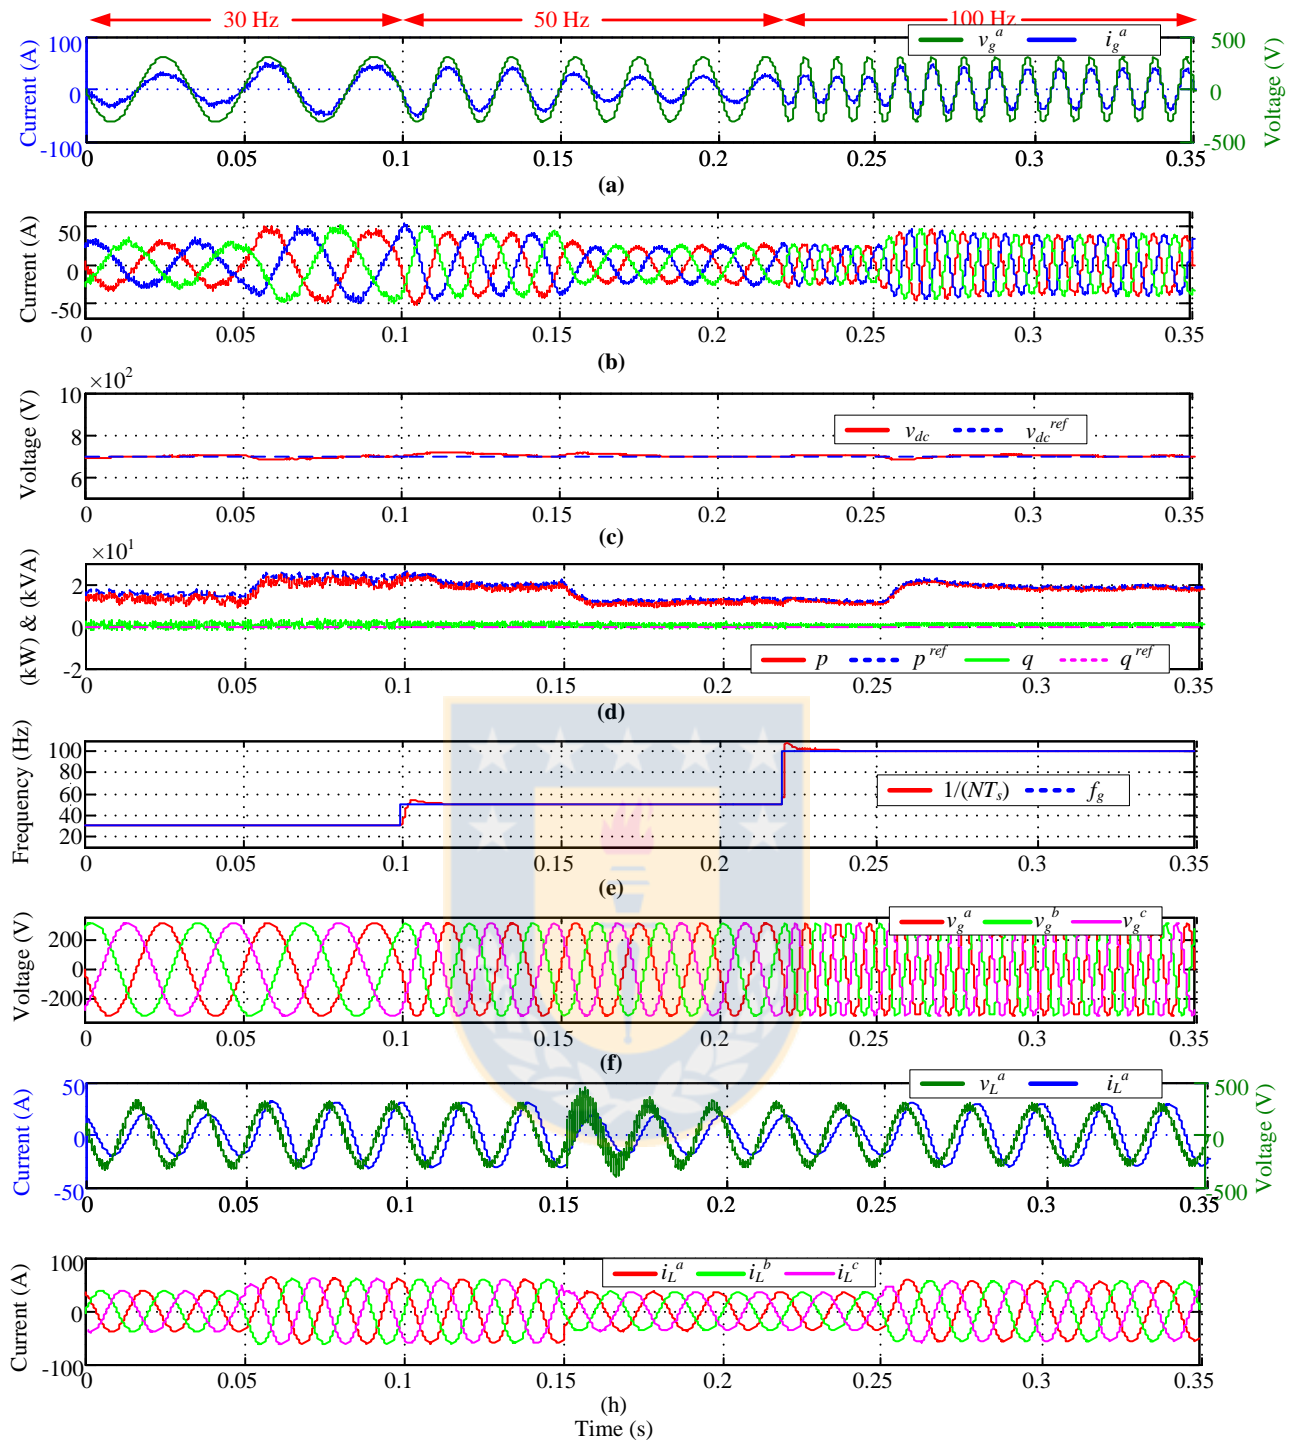 30 Hz 50 Hz 100 Hz
v_g^a i_g^a
Current (A)
100
0
-100
Voltage (V)
500
0
-500
0 0.05 0.1 0.15 0.2 0.25 0.3 0.35
(a)
Current (A)
50
0
-50
0 0.05 0.1 0.15 0.2 0.25 0.3 0.35
(b)
×10^2
Voltage (V)
10
8
6
v_dc v_dc^ref
0 0.05 0.1 0.15 0.2 0.25 0.3 0.35
(c)
×10^1
(kW) & (kVA)
2
0
-2
p p^ref q q^ref
0 0.05 0.1 0.15 0.2 0.25 0.3 0.35
(d)
Frequency (Hz)
100
80
60
40
20
1/(NT_s) f_g
0 0.05 0.1 0.15 0.2 0.25 0.3 0.35
(e)
Voltage (V)
200
0
-200
v_g^a v_g^b v_g^c
0 0.05 0.1 0.15 0.2 0.25 0.3 0.35
(f)
v_L^a i_L^a
Current (A)
50
0
-50
Voltage (V)
500
0
-500
0 0.05 0.1 0.15 0.2 0.25 0.3 0.35
Current (A)
100
0
-100
i_L^a i_L^b i_L^c
0 0.05 0.1 0.15 0.2 0.25 0.3 0.35
(h)
Time (s)